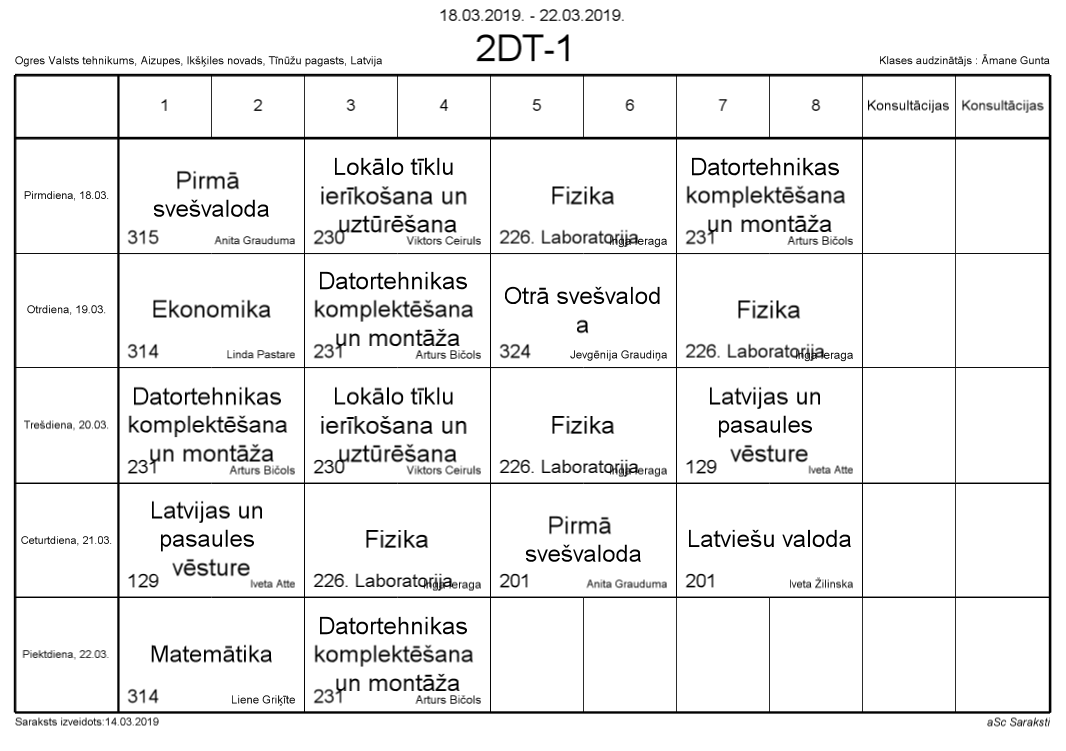 18.03.2019. - 22.03.2019.
2DT-1
Ogres Valsts tehnikums, Aizupes, Ikšķiles novads, Tīnūžu pagasts, Latvija
Klases audzinātājs : Āmane Gunta
1 2 3 4 5 6 7 8 Konsultācijas Konsultācijas
Pirmdiena, 18.03.
Pirmā
svešvaloda
315 Anita Grauduma
Lokālo tīklu
ierīkošana un
uztūrēšana
230 Viktors Ceiruls
Fizika
226. Laboratorija Inga Ieraga
Datortehnikas
komplektēšana
un montāža
231 Arturs Bičols
Otrdiena, 19.03.
Ekonomika
314 Linda Pastare
Datortehnikas
komplektēšana
un montāža
231 Arturs Bičols
Otrā svešvalod
a
324 Jevgēnija Graudiņa
Fizika
226. Laboratorija Inga Ieraga
Trešdiena, 20.03.
Datortehnikas
komplektēšana
un montāža
231 Arturs Bičols
Lokālo tīklu
ierīkošana un
uztūrēšana
230 Viktors Ceiruls
Fizika
226. Laboratorija Inga Ieraga
Latvijas un
pasaules
vēsture
129 Iveta Atte
Ceturtdiena, 21.03.
Latvijas un
pasaules
vēsture
129 Iveta Atte
Fizika
226. Laboratorija Inga Ieraga
Pirmā
svešvaloda
201 Anita Grauduma
Latviešu valoda
201 Iveta Žilinska
Piektdiena, 22.03.
Matemātika
314 Liene Griķīte
Datortehnikas
komplektēšana
un montāža
231 Arturs Bičols
Saraksts izveidots:14.03.2019
aSc Saraksti